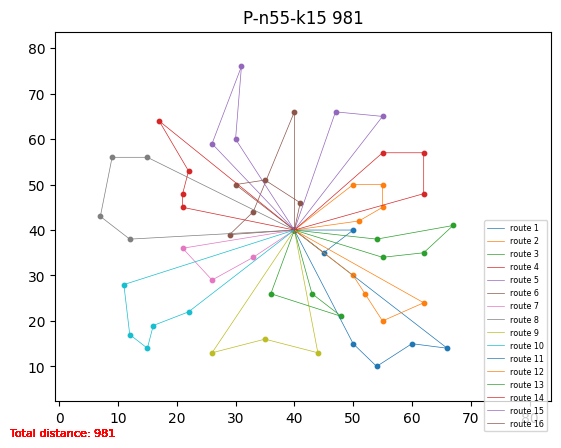 P-n55-k15 981
80
70
60
50
40
30
20
10
0
10
20
30
40
50
60
70
80
route 1
route 2
route 3
route 4
route 5
route 6
route 7
route 8
route 9
route 10
route 11
route 12
route 13
route 14
route 15
route 16
Total distance: 981